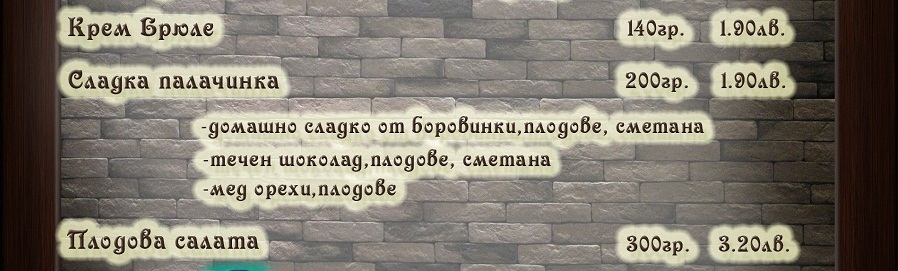 Крем Брюле 140гр. 1.90лв.
Сладка палачинка 200гр. 1.90лв.
-домашно сладко от боровинки,плодове, сметана
-течен шоколад,плодове, сметана
-мед орехи,плодове
Плодова салата 300гр. 3.20лв.